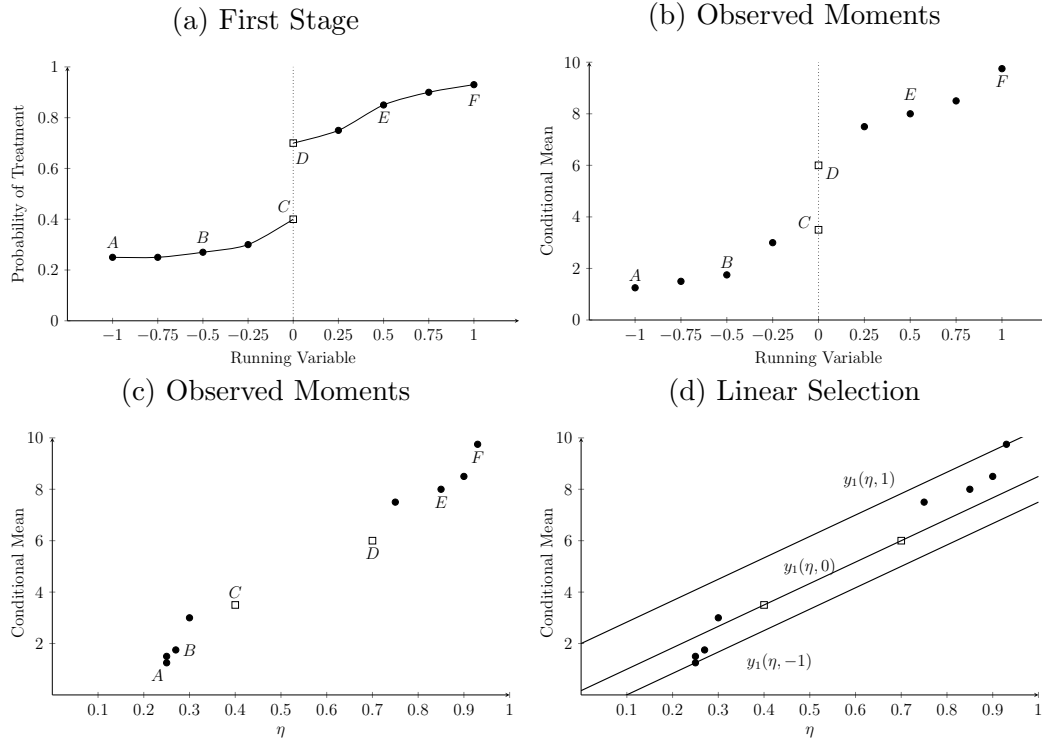 (a) First Stage
1
0.8
0.6
0.4
0.2
0
Probability of Treatment
A
B
C
D
E
F
−1
−0.75
−0.5
−0.25
0
0.25
0.5
0.75
1
Running Variable
(b) Observed Moments
10
8
6
4
2
0
Conditional Mean
A
B
C
D
E
F
−1
−0.75
−0.5
−0.25
0
0.25
0.5
0.75
1
Running Variable
(c) Observed Moments
10
8
6
4
2
Conditional Mean
A
B
C
D
E
F
0.1
0.2
0.3
0.4
0.5
0.6
0.7
0.8
0.9
1
η
(d) Linear Selection
10
8
6
4
2
Conditional Mean
y₁(η, 1)
y₁(η, 0)
y₁(η, −1)
0.1
0.2
0.3
0.4
0.5
0.6
0.7
0.8
0.9
1
η